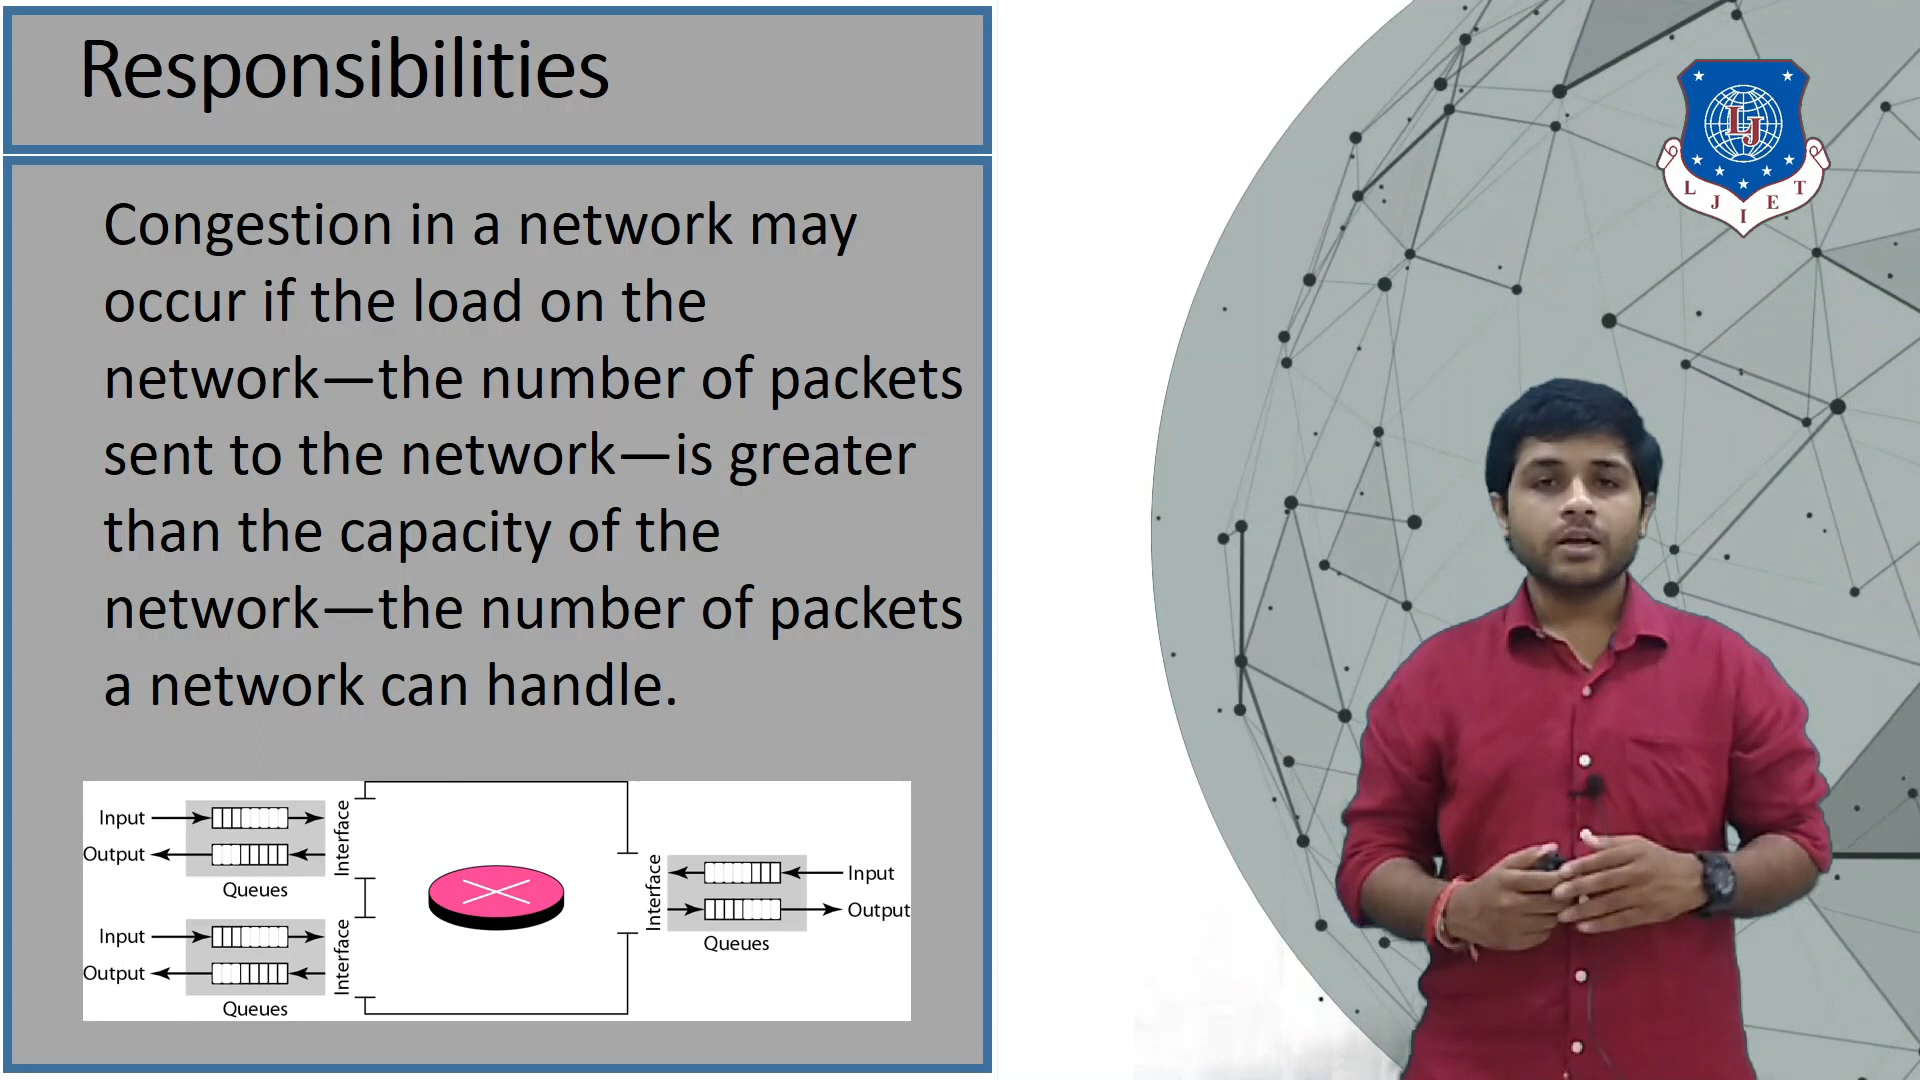 Responsibilities
Congestion in a network may
occur if the load on the
network—the number of packets
sent to the network—is greater
than the capacity of the
network—the number of packets
a network can handle.
Input
Output
Queues
Interface
Input
Output
Queues
Interface
Interface
Input
Output
Queues
LJ
L J I E T